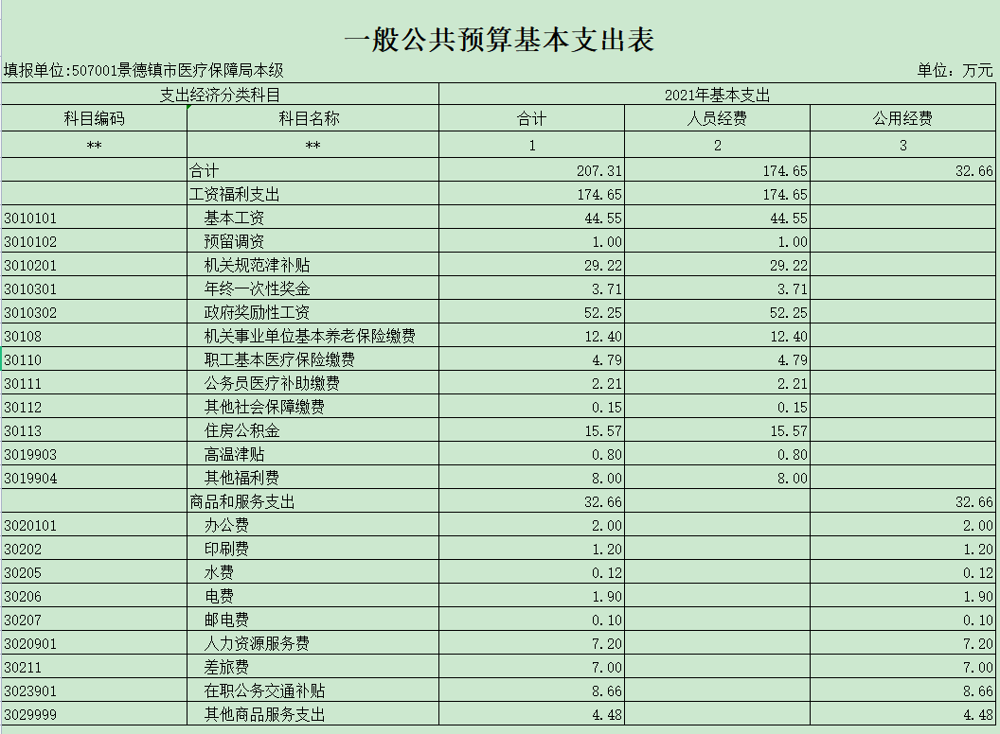 一般公共预算基本支出表
填报单位:507001景德镇市医疗保障局本级 单位：万元
支出经济分类科目 2021年基本支出
科目编码 科目名称 合计 人员经费 公用经费
** ** 1 2 3
合计 207.31 174.65 32.66
工资福利支出 174.65 174.65
3010101 基本工资 44.55 44.55
3010102 预留调资 1.00 1.00
3010201 机关规范津补贴 29.22 29.22
3010301 年终一次性奖金 3.71 3.71
3010302 政府奖励性工资 52.25 52.25
30108 机关事业单位基本养老保险缴费 12.40 12.40
30110 职工基本医疗保险缴费 4.79 4.79
30111 公务员医疗补助缴费 2.21 2.21
30112 其他社会保障缴费 0.15 0.15
30113 住房公积金 15.57 15.57
3019903 高温津贴 0.80 0.80
3019904 其他福利费 8.00 8.00
商品和服务支出 32.66 32.66
3020101 办公费 2.00 2.00
30202 印刷费 1.20 1.20
30205 水费 0.12 0.12
30206 电费 1.90 1.90
30207 邮电费 0.10 0.10
3020901 人力资源服务费 7.20 7.20
30211 差旅费 7.00 7.00
3023901 在职公务交通补贴 8.66 8.66
3029999 其他商品服务支出 4.48 4.48